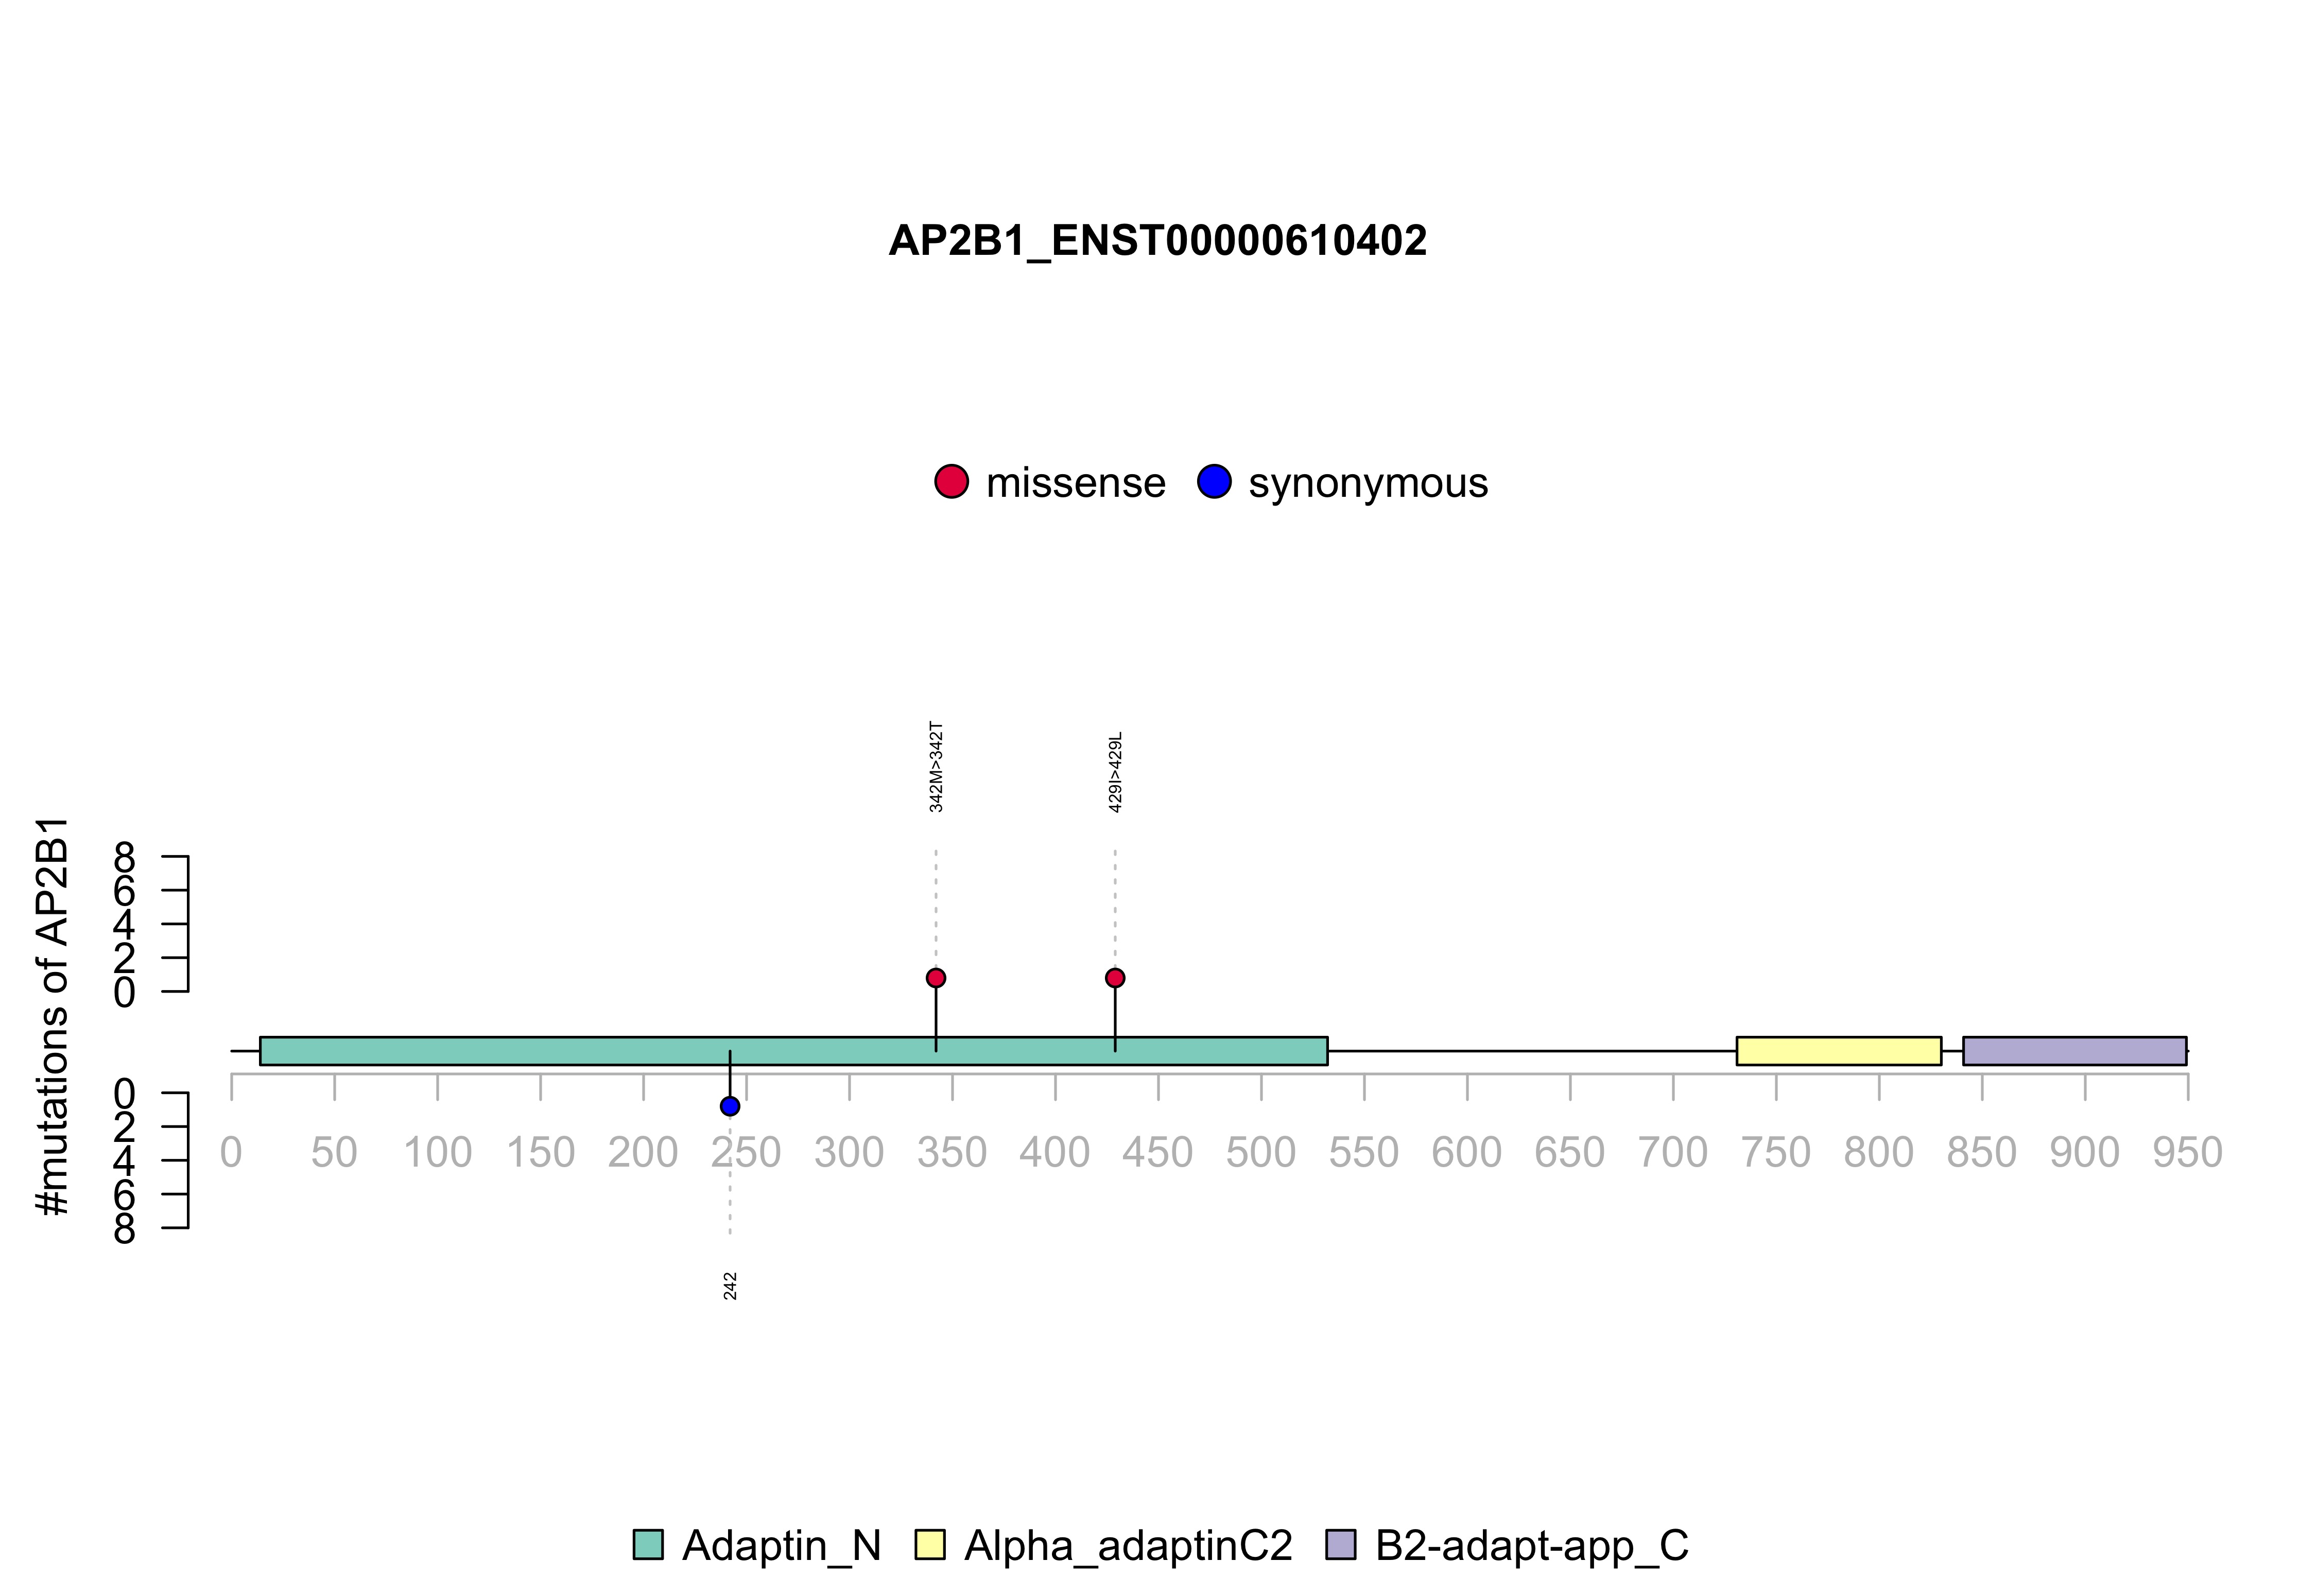 AP2B1_ENST00000610402
missense synonymous
342M>342T
429I>429L
#mutations of AP2B1
8
6
4
2
0
0
2
4
6
8
0 50 100 150 200 250 300 350 400 450 500 550 600 650 700 750 800 850 900 950
242
Adaptin_N Alpha_adaptinC2 B2-adapt-app_C